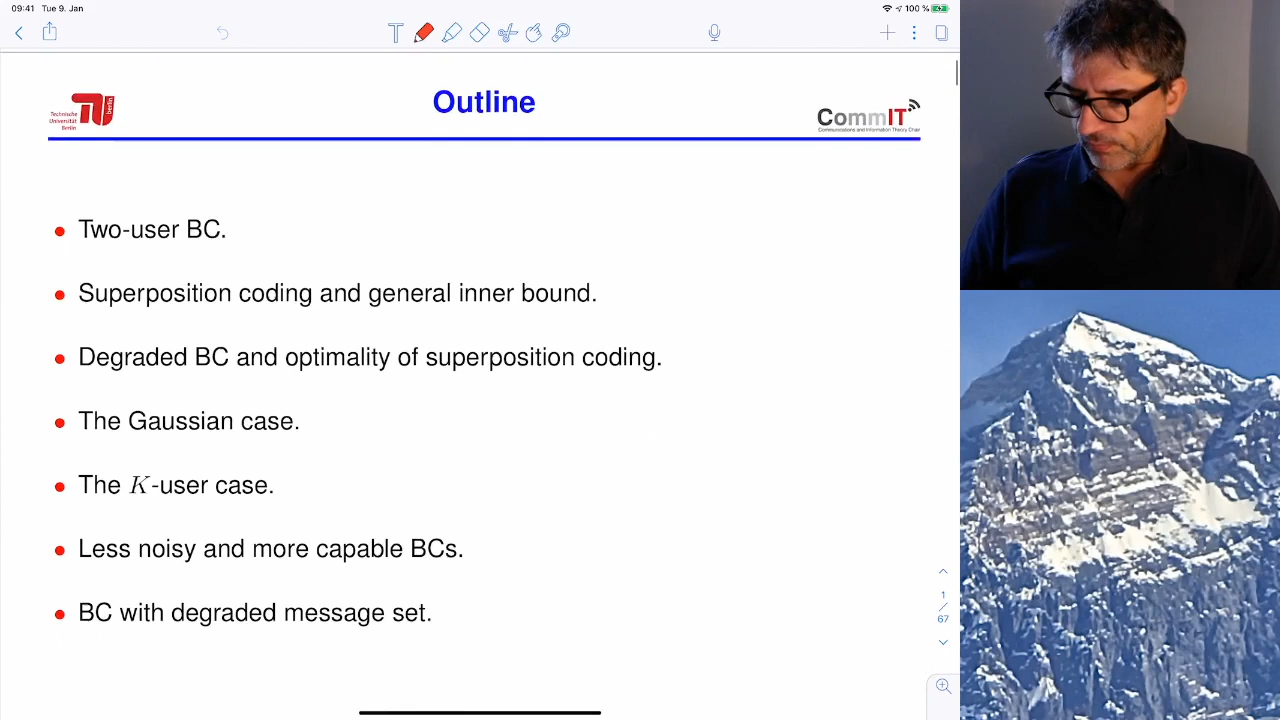 09:41 Tue 9. Jan
100 %
Technische
Universität
Berlin
berlin
Outline
CommIT
Communications and Information Theory Chair
• Two-user BC.
• Superposition coding and general inner bound.
• Degraded BC and optimality of superposition coding.
• The Gaussian case.
• The K-user case.
• Less noisy and more capable BCs.
• BC with degraded message set.
1
/
67